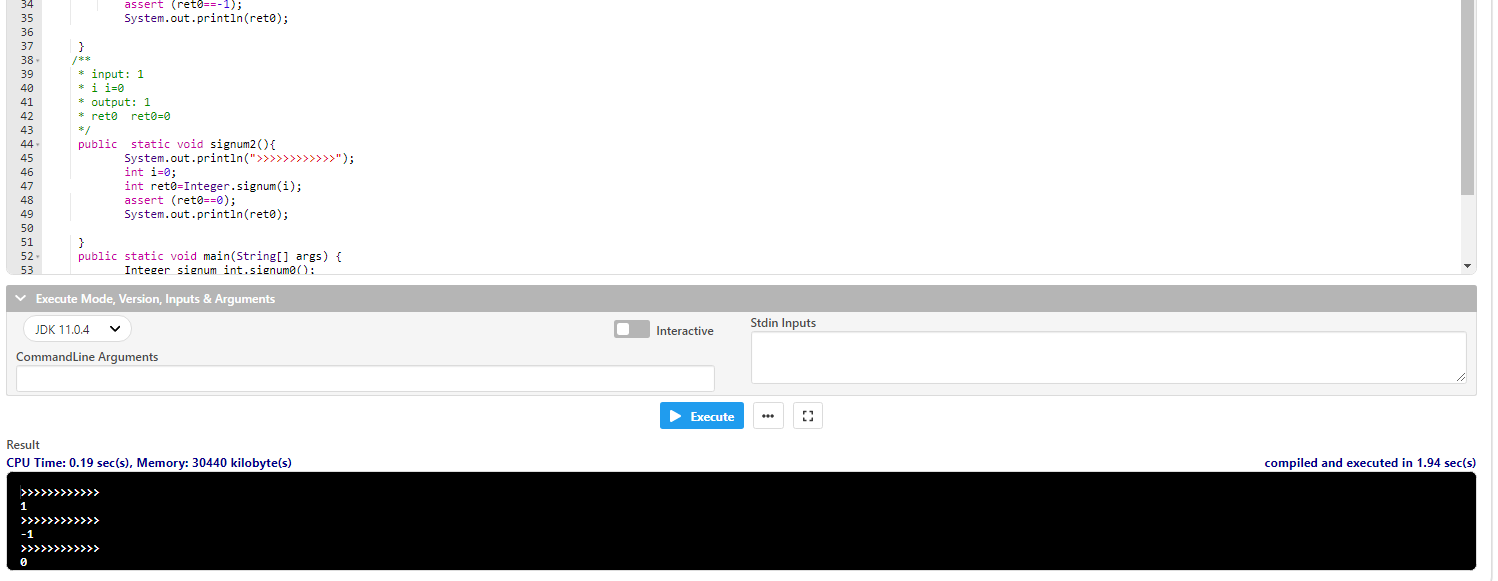 34 assert (ret0==-1);
35 System.out.println(ret0);
36
37 }
38 /**
39 * input: 1
40 * i i=0
41 * output: 1
42 * ret0  ret0=0
43 */
44 public  static void signum2(){
45 System.out.println(">>>>>>>>>>>>");
46 int i=0;
47 int ret0=Integer.signum(i);
48 assert (ret0==0);
49 System.out.println(ret0);
50
51 }
52 public static void main(String[] args) {
53 Integer_signum_int.signum0();
Execute Mode, Version, Inputs & Arguments
JDK 11.0.4
Interactive
Stdin Inputs
CommandLine Arguments
Execute
Result
CPU Time: 0.19 sec(s), Memory: 30440 kilobyte(s)
compiled and executed in 1.94 sec(s)
>>>>>>>>>>>>
1
>>>>>>>>>>>>
-1
>>>>>>>>>>>>
0